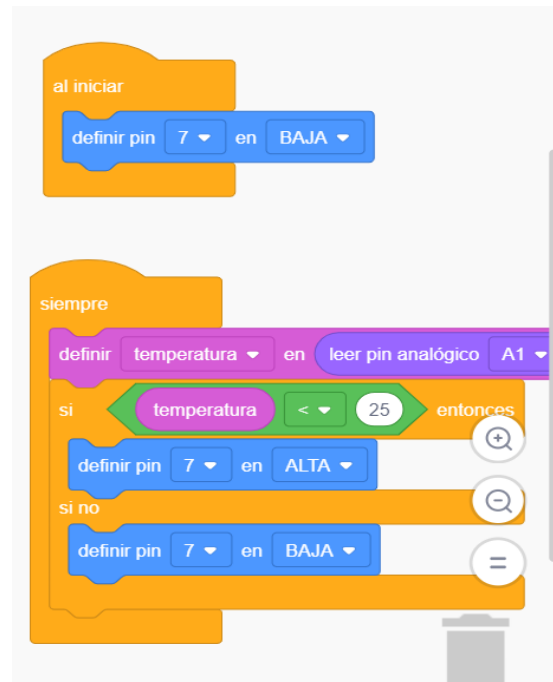 al iniciar
definir pin 7 en BAJA
siempre
definir temperatura en leer pin analógico A1
si temperatura < 25 entonces
definir pin 7 en ALTA
si no
definir pin 7 en BAJA